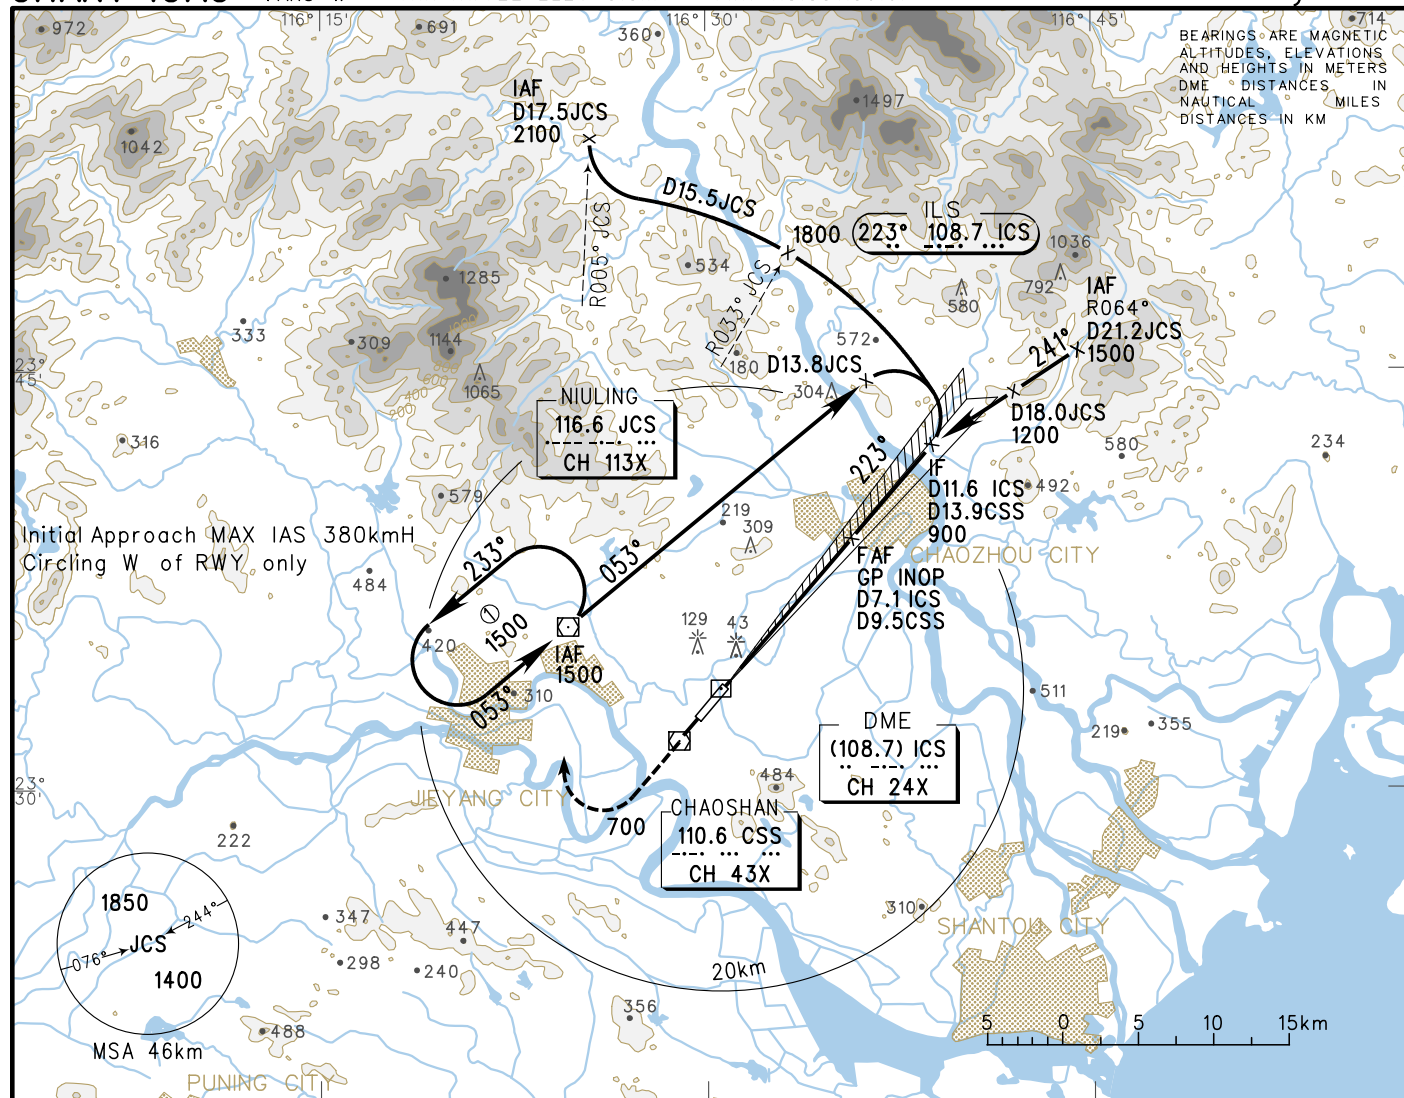 116°15'
116°30'
116°45'
BEARINGS ARE MAGNETIC
ALTITUDES, ELEVATIONS
AND HEIGHTS IN METERS
DME DISTANCES IN
NAUTICAL MILES
DISTANCES IN KM
972
691
360
714
1497
1042
IAF
D17.5JCS
2100
D15.5JCS
R005° JCS
1800
ILS
223° 108.7 ICS
534
R033° JCS
1036
792
580
IAF
R064°
D21.2JCS
1500
241°
1285
333
309
1144
1065
1000
800
600
400
200
572
180
D13.8JCS
304
23°
45'
NIULING
116.6 JCS
CH 113X
D18.0JCS
1200
316
580
234
223°
IF
D11.6 ICS
D13.9CSS
900
492
579
219
309
Initial Approach MAX IAS 380kmH
Circling W of RWY only
CHAOZHOU CITY
FAF
GP INOP
D7.1 ICS
D9.5CSS
484
233°
053°
1
1500
420
129
43
IAF
1500
053°
310
511
219
355
DME
(108.7) ICS
CH 24X
23°
30'
JIEYANG CITY
484
700
CHAOSHAN
110.6 CSS
CH 43X
222
1850
244°
JCS
076°
1400
MSA 46km
347
447
298
240
310
SHANTOU CITY
20km
356
488
PUNING CITY
5 0 5 10 15km